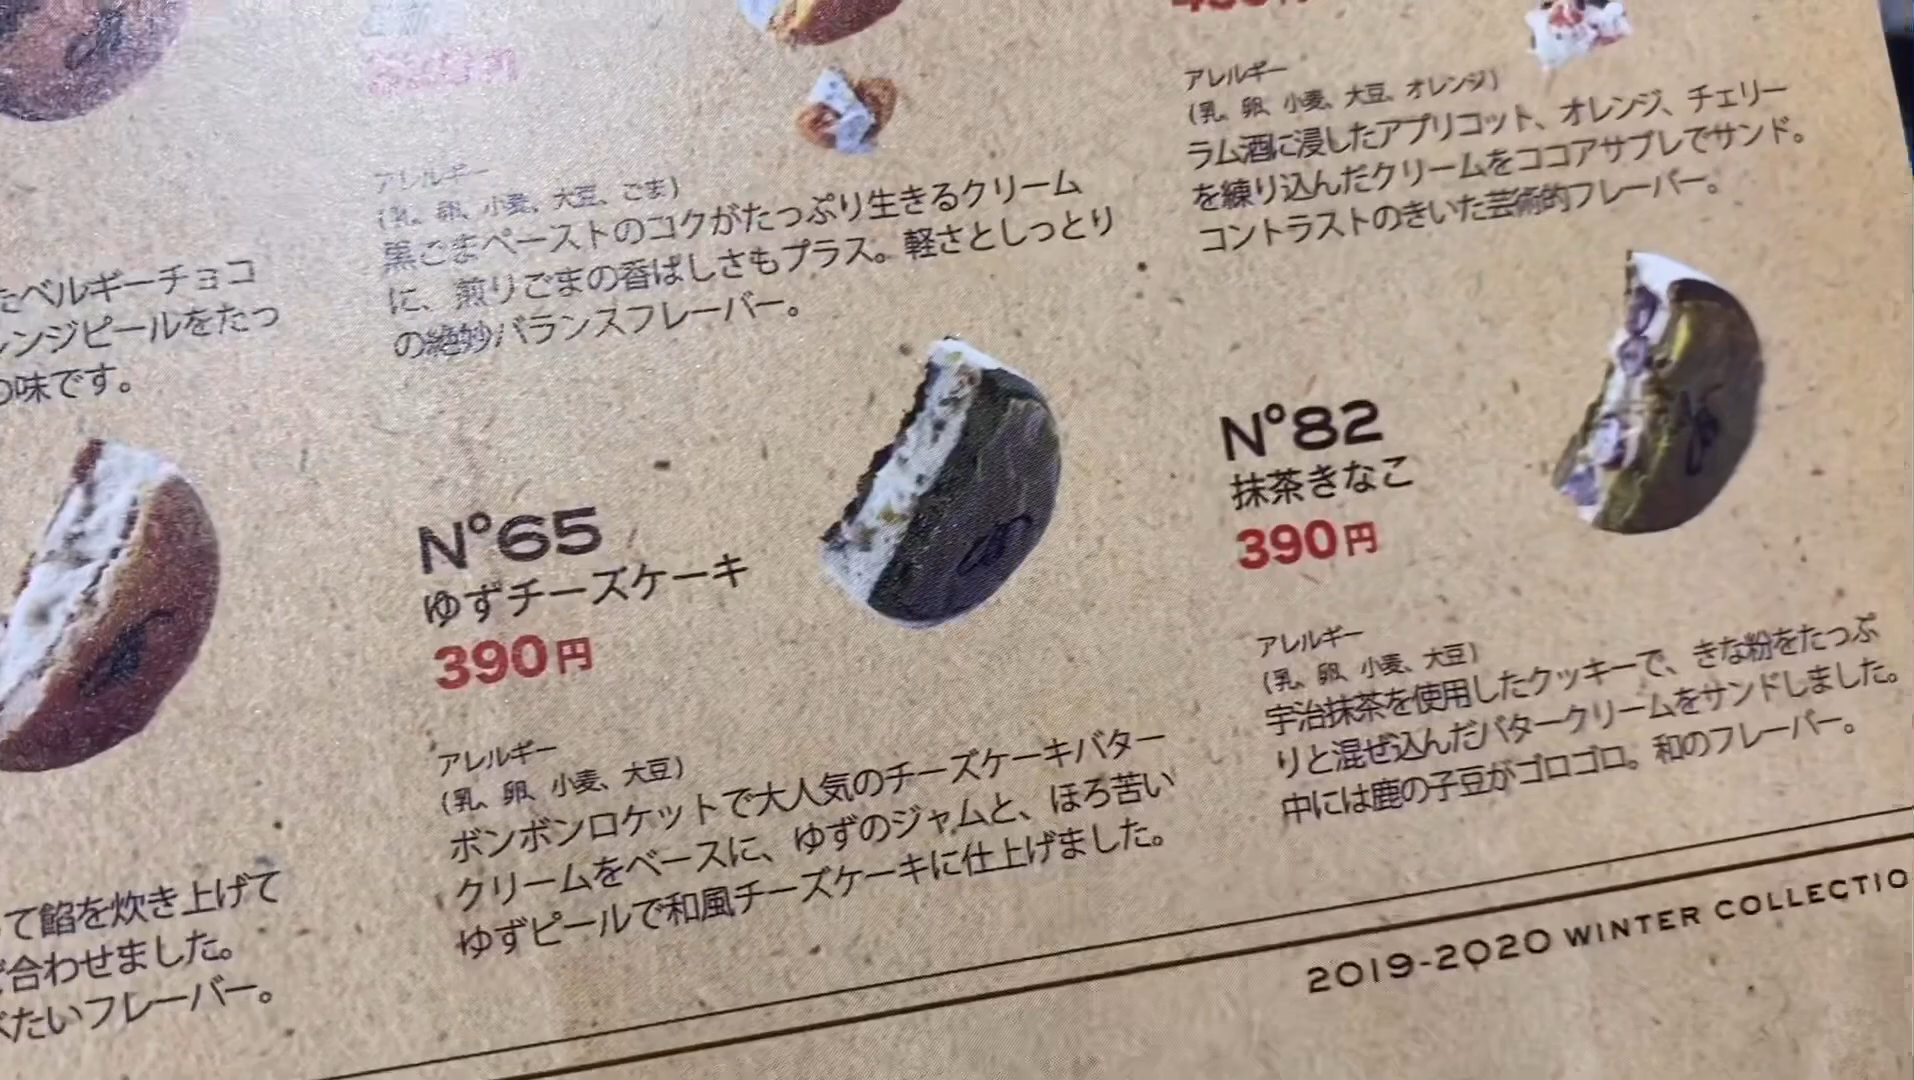 たベルギーチョコ
レンジピールをたっ
の味です。
て餡を炊き上げて
合わせました。
たいフレーバー。
アレルギー
(乳、卵、小麦、大豆、ごま)
黒ごまペーストのコクがたっぷり生きるクリーム
に、煎りごまの香ばしさもプラス。軽さとしっとり
の絶妙バランスフレーバー。
N°65
ゆずチーズケーキ
390円
アレルギー
(乳、卵、小麦、大豆)
ボンボンロケットで大人気のチーズケーキバター
クリームをベースに、ゆずのジャムと、ほろ苦い
ゆずピールで和風チーズケーキに仕上げました。
アレルギー
(乳、卵、小麦、大豆、オレンジ)
ラム酒に浸したアプリコット、オレンジ、チェリー
を練り込んだクリームをココアサブレでサンド。
コントラストのきいた芸術的フレーバー。
N°82
抹茶きなこ
390円
アレルギー
(乳、卵、小麦、大豆)
宇治抹茶を使用したクッキーで、きな粉をたっぷ
りと混ぜ込んだバタークリームをサンドしました。
中には鹿の子豆がゴロゴロ。和のフレーバー。
2019-2020 WINTER COLLECTIO